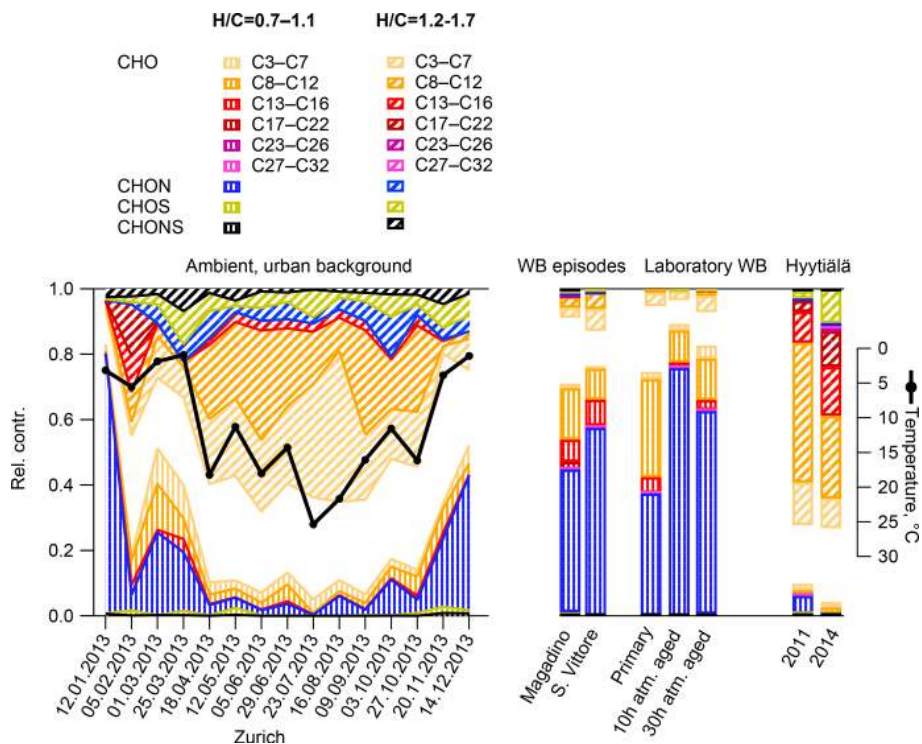 H/C=0.7–1.1 H/C=1.2-1.7
CHO C3–C7 C3–C7
C8–C12 C8–C12
C13–C16 C13–C16
C17–C22 C17–C22
C23–C26 C23–C26
C27–C32 C27–C32
CHON
CHOS
CHONS
Ambient, urban background WB episodes Laboratory WB Hyytiälä
Rel. contr.
1.0
0.8
0.6
0.4
0.2
0.0
0
5
10
15
20
25
30
Temperature, °C
12.01.2013
05.02.2013
01.03.2013
25.03.2013
18.04.2013
12.05.2013
05.06.2013
29.06.2013
23.07.2013
16.08.2013
09.09.2013
03.10.2013
27.10.2013
20.11.2013
14.12.2013
Zurich
Magadino
S. Vittore
Primary
10h atm. aged
30h atm. aged
2011
2014